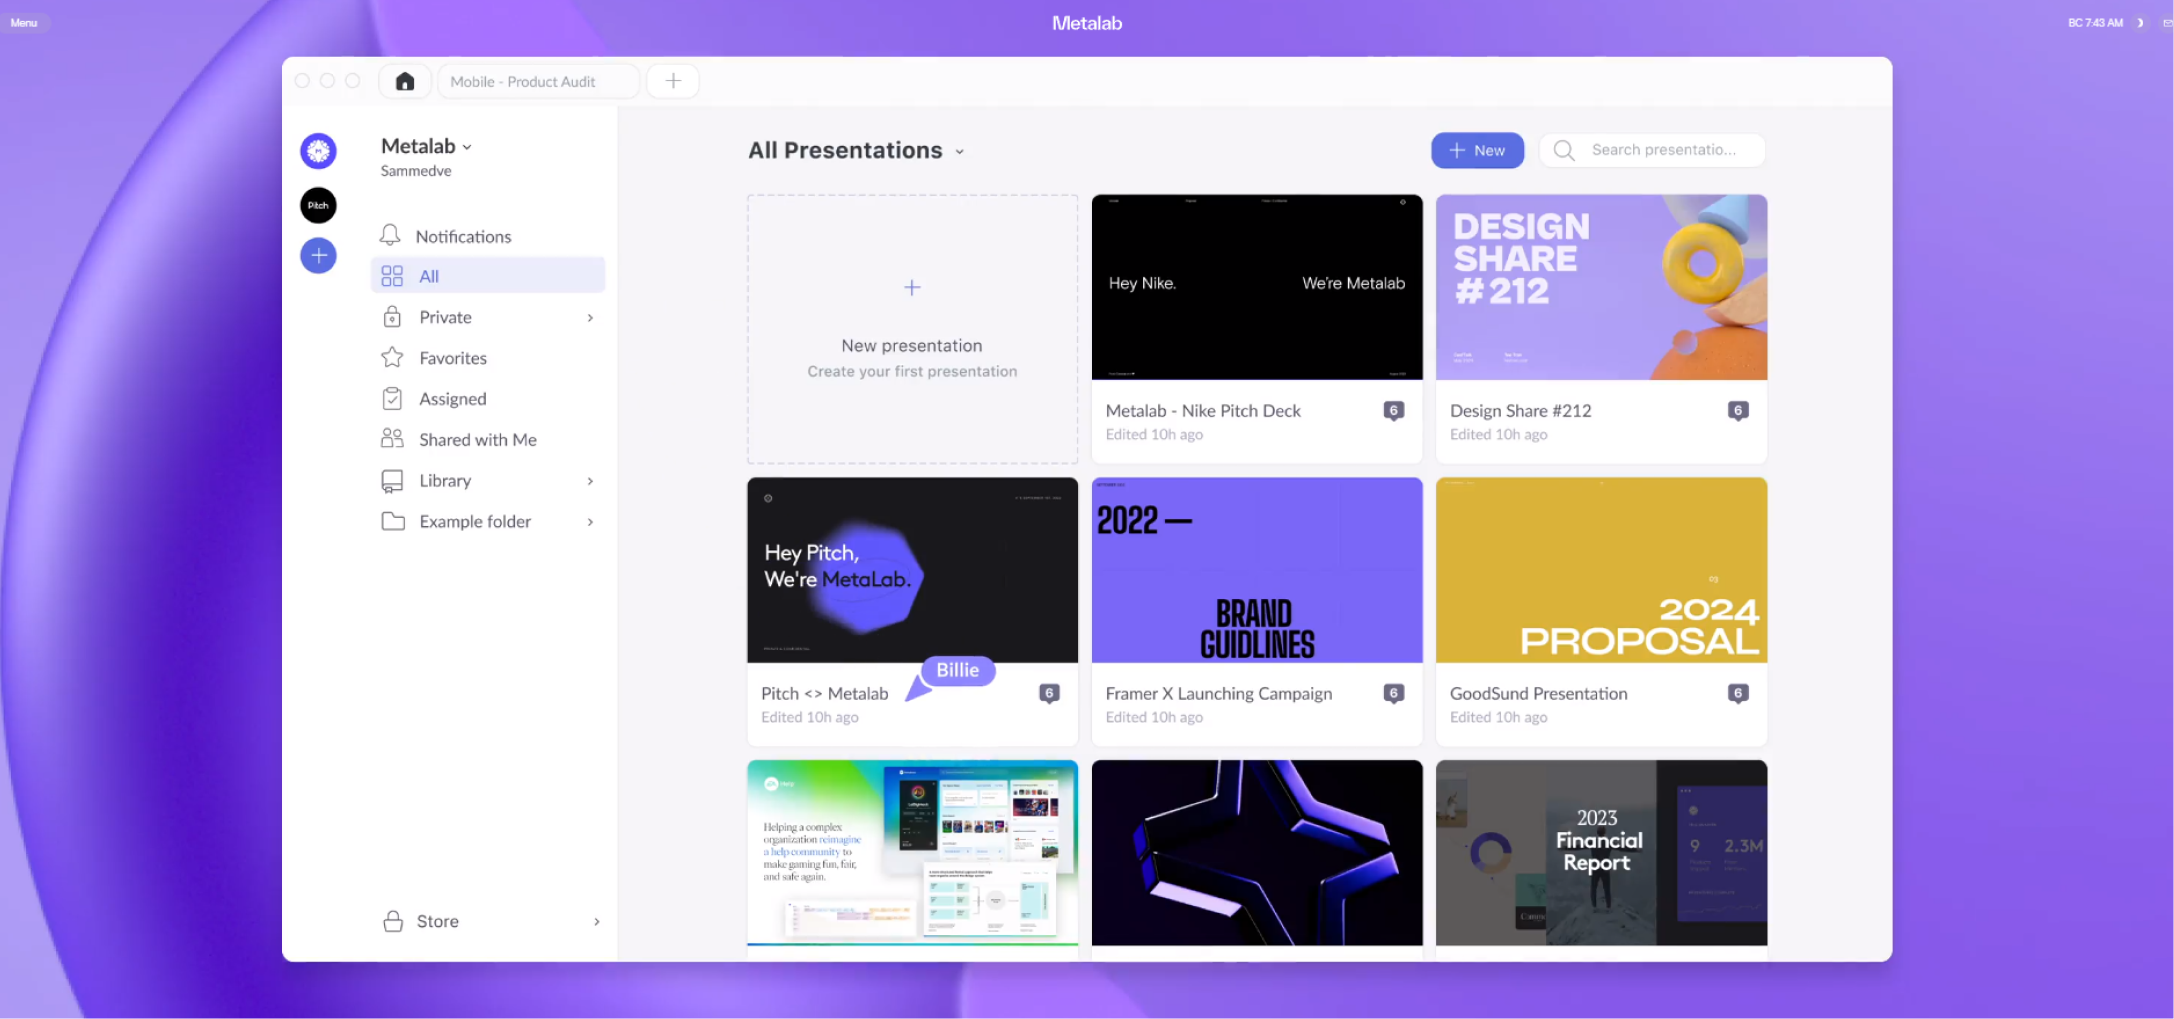 Menu
Metalab
BC 7:43 AM
Mobile - Product Audit
Metalab
Sammedve
Pitch
Notifications
All
Private
Favorites
Assigned
Shared with Me
Library
Example folder
Store
All Presentations
New
Search presentatio...
New presentation
Create your first presentation
Hey Nike.
We're Metalab
Metalab - Nike Pitch Deck
6
Edited 10h ago
DESIGN
SHARE
# 212
Design Share #212
6
Edited 10h ago
Hey Pitch,
We're MetaLab.
Billie
Pitch <> Metalab
6
Edited 10h ago
2022 —
BRAND
GUIDLINES
Framer X Launching Campaign
6
Edited 10h ago
2024
PROPOSAL
GoodSund Presentation
6
Edited 10h ago
Helping a complex
organization reimagine
a help community to
make gaming fun, fair,
and safe again.
2023
Financial
Report
9
2.3M